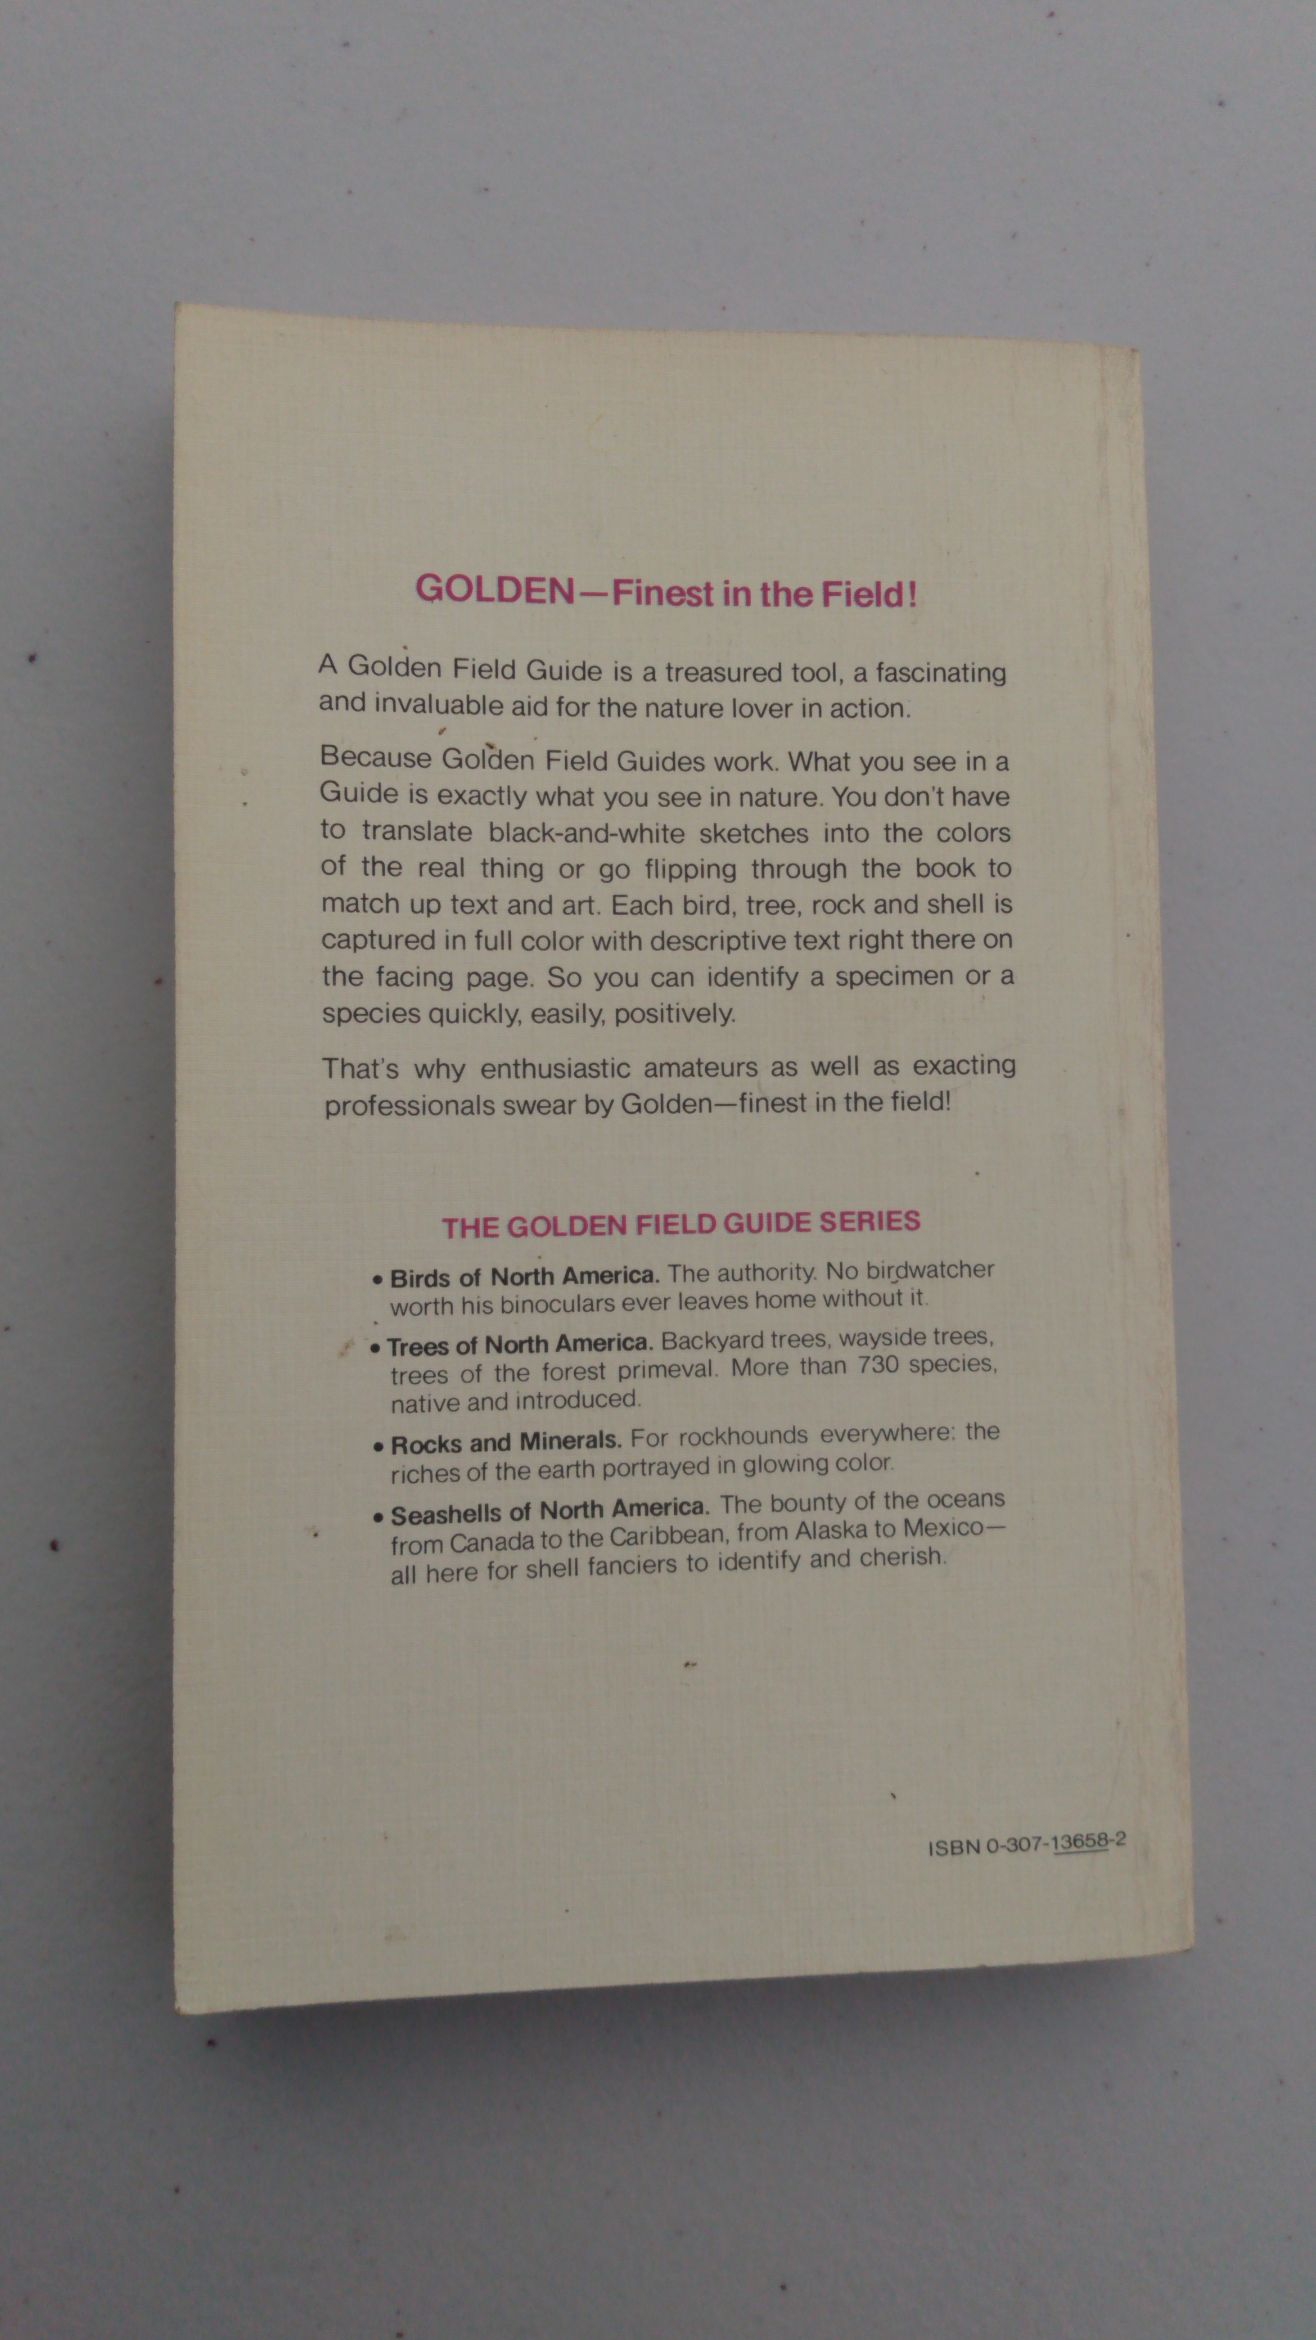 GOLDEN—Finest in the Field!
A Golden Field Guide is a treasured tool, a fascinating
and invaluable aid for the nature lover in action.
Because Golden Field Guides work. What you see in a
Guide is exactly what you see in nature. You don't have
to translate black-and-white sketches into the colors
of the real thing or go flipping through the book to
match up text and art. Each bird, tree, rock and shell is
captured in full color with descriptive text right there on
the facing page. So you can identify a specimen or a
species quickly, easily, positively.
That's why enthusiastic amateurs as well as exacting
professionals swear by Golden—finest in the field!
THE GOLDEN FIELD GUIDE SERIES
• Birds of North America. The authority. No birdwatcher
worth his binoculars ever leaves home without it.
• Trees of North America. Backyard trees, wayside trees,
trees of the forest primeval. More than 730 species,
native and introduced.
• Rocks and Minerals. For rockhounds everywhere: the
riches of the earth portrayed in glowing color.
• Seashells of North America. The bounty of the oceans
from Canada to the Caribbean, from Alaska to Mexico—
all here for shell fanciers to identify and cherish.
ISBN 0-307-13658-2